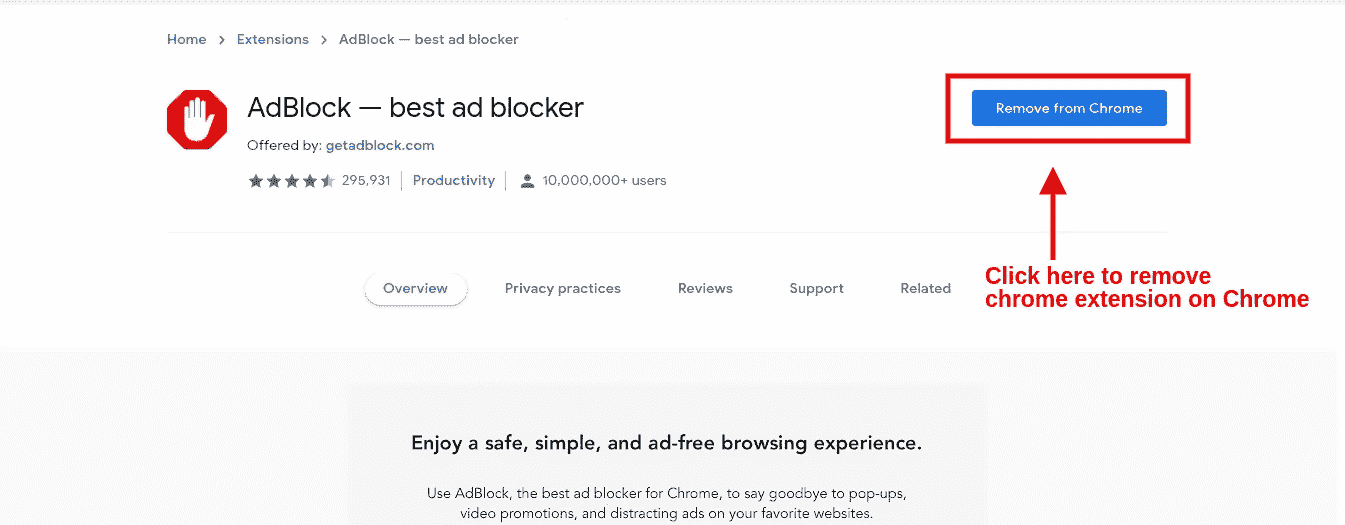 Home > Extensions > AdBlock — best ad blocker
AdBlock — best ad blocker
Remove from Chrome
Offered by: getadblock.com
295,931 Productivity 10,000,000+ users
Click here to remove
chrome extension on Chrome
Overview Privacy practices Reviews Support Related
Enjoy a safe, simple, and ad-free browsing experience.
Use AdBlock, the best ad blocker for Chrome, to say goodbye to pop-ups,
video promotions, and distracting ads on your favorite websites.